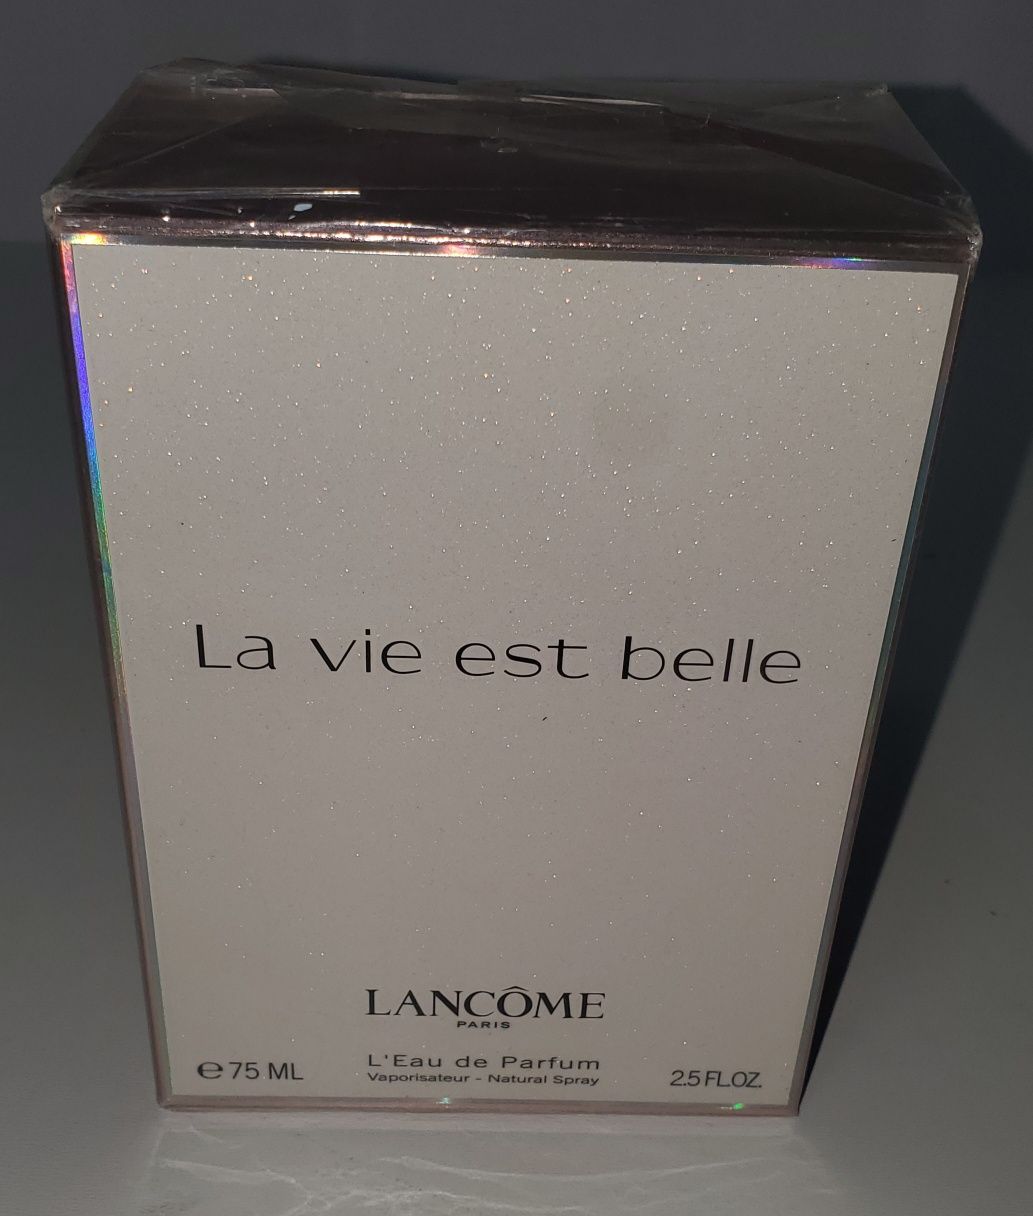 La vie est belle
LANCÔME
PARIS
L'Eau de Parfum
℮75 ML
Vaporisateur - Natural Spray
2.5 FL.OZ.